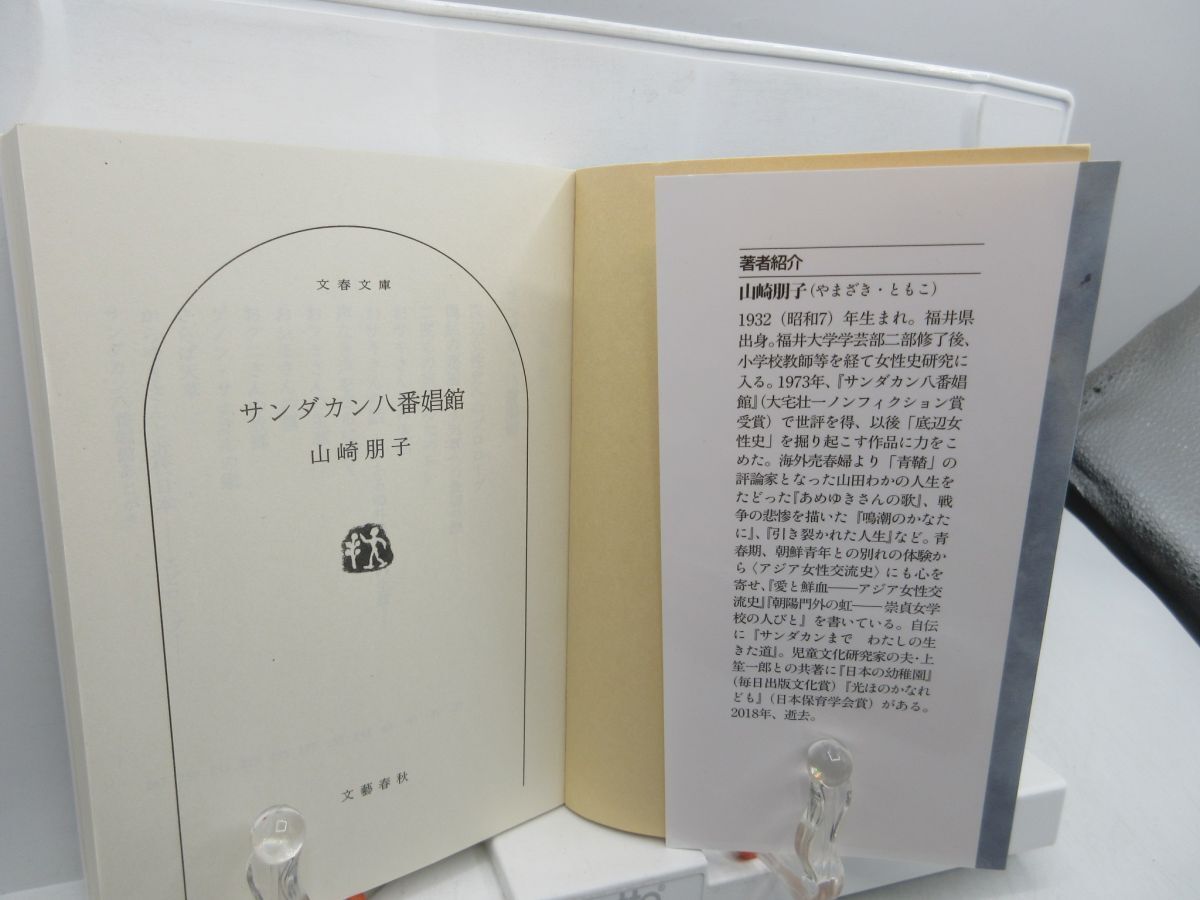 文春文庫
サンダカン八番娼館
山崎朋子
文藝春秋
著者紹介
山崎朋子(やまざき・ともこ)
1932(昭和7)年生まれ。福井県
出身。福井大学学芸部二部修了後、
小学校教師等を経て女性史研究に
入る。1973年、『サンダカン八番娼
館』(大宅壮一ノンフィクション賞
受賞)で世評を得、以後「底辺女
性史」を掘り起こす作品に力をこ
めた。海外売春婦より「青鞜」の
評論家となった山田わかの人生を
たどった『あめゆきさんの歌』、戦
争の悲惨を描いた『鳴潮のかなた
に』、『引き裂かれた人生』など。青
春期、朝鮮青年との別れの体験か
ら〈アジア女性交流史〉にも心を
寄せ、『愛と鮮血――アジア女性交
流史』『朝陽門外の虹――崇貞女学
校の人びと』を書いている。自伝
に『サンダカンまで　わたしの生
きた道』。児童文化研究家の夫・上
笙一郎との共著に『日本の幼稚園』
(毎日出版文化賞)『光ほのかなれ
ども』(日本保育学会賞)がある。
2018年、逝去。